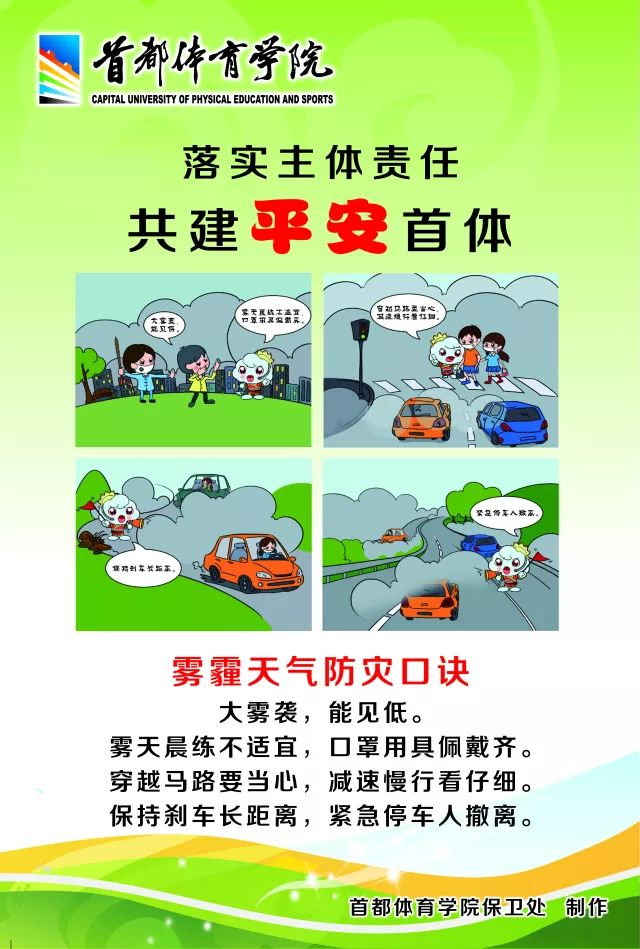 首都体育学院
CAPITAL UNIVERSITY OF PHYSICAL EDUCATION AND SPORTS
落实主体责任
共建平安首体
大雾袭,
能见低。
雾天晨练不适宜,
口罩用具佩戴齐。
穿越马路要当心,
减速慢行看仔细。
保持刹车长距离。
紧急停车人撤离。
雾霾天气防灾口诀
大雾袭，能见低。
雾天晨练不适宜，口罩用具佩戴齐。
穿越马路要当心，减速慢行看仔细。
保持刹车长距离，紧急停车人撤离。
首都体育学院保卫处 制作